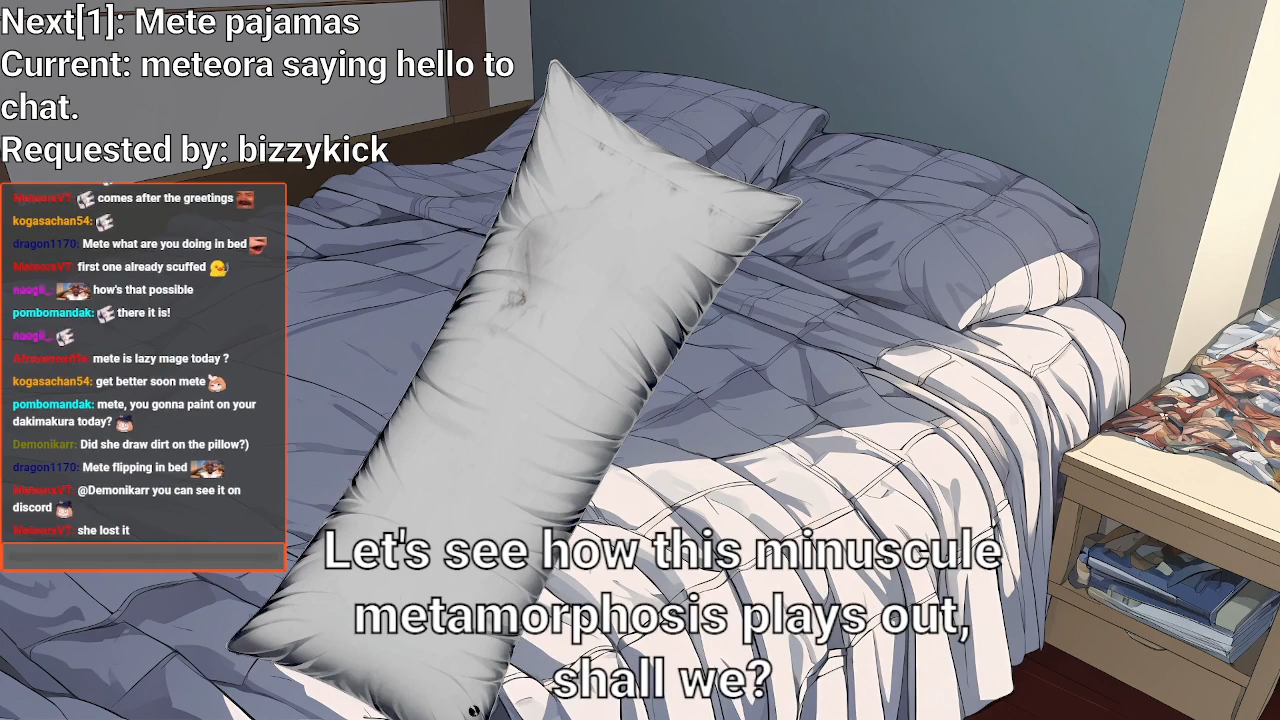 Next[1]: Mete pajamas
Current: meteora saying hello to
chat.
Requested by: bizzykick
comes after the greetings
kogasachan54:
dragon1170: Mete what are you doing in bed
first one already scuffed
how's that possible
pombomandak: there it is!
mete is lazy mage today ?
kogasachan54: get better soon mete
pombomandak: mete, you gonna paint on your
dakimakura today?
Demonikarr: Did she draw dirt on the pillow?)
dragon1170: Mete flipping in bed
@Demonikarr you can see it on
discord
she lost it
Let's see how this minuscule
metamorphosis plays out,
shall we?